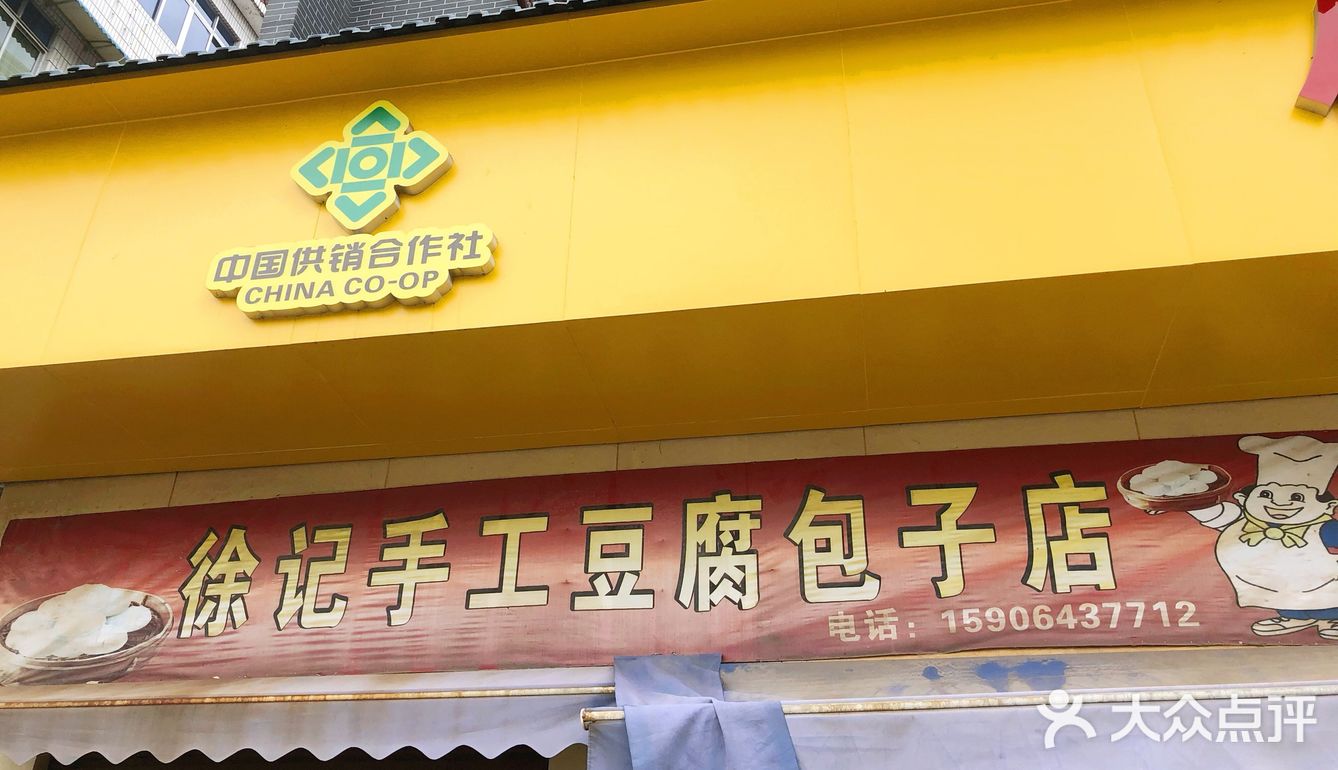 中国供销合作社
CHINA CO-OP
徐记手工豆腐包子店
电话：15906437712
大众点评